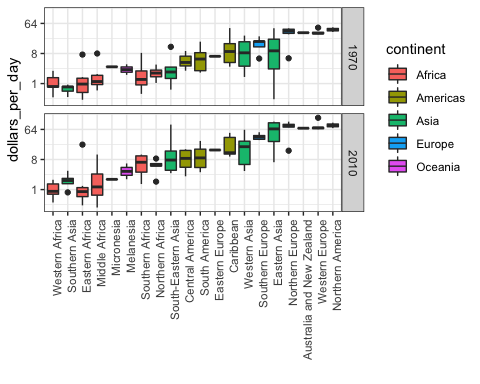 dollars_per_day
64
8
1
1970
64
8
1
2010
Western Africa
Southern Asia
Eastern Africa
Middle Africa
Micronesia
Melanesia
Southern Africa
Northern Africa
South-Eastern Asia
Central America
South America
Eastern Europe
Caribbean
Western Asia
Southern Europe
Eastern Asia
Northern Europe
Australia and New Zealand
Western Europe
Northern America
continent
Africa
Americas
Asia
Europe
Oceania